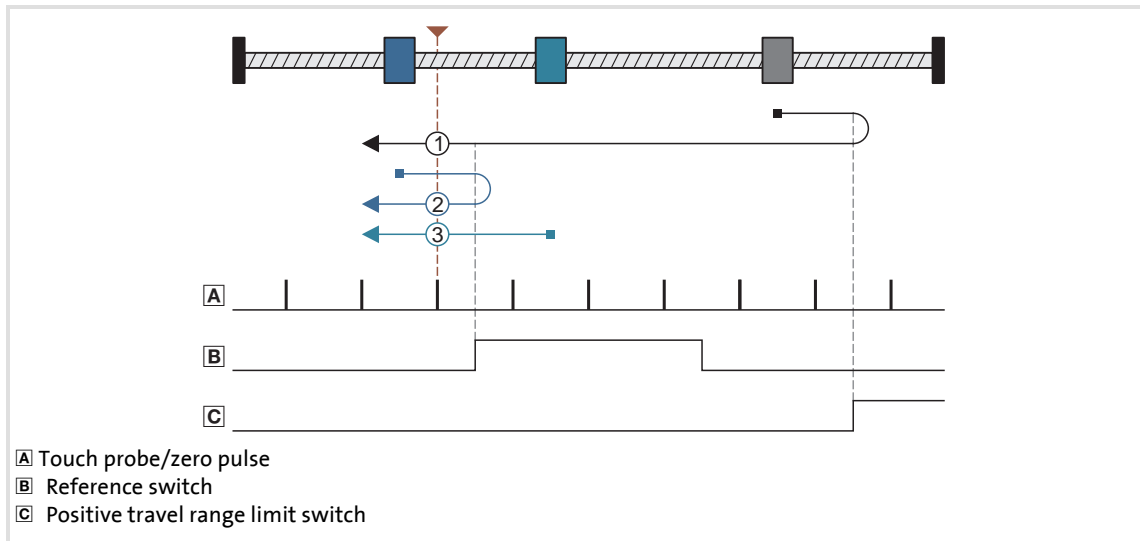 1
2
3
A
B
C
A Touch probe/zero pulse
B Reference switch
C Positive travel range limit switch